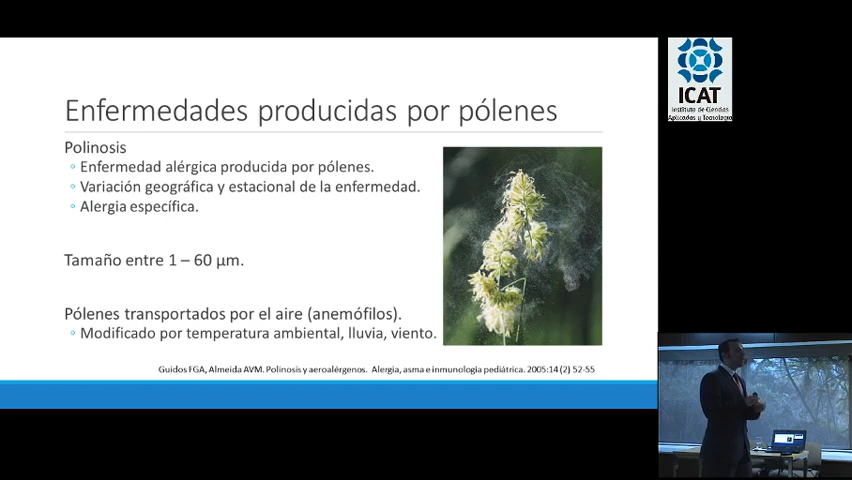 Enfermedades producidas por pólenes
Polinosis
◦ Enfermedad alérgica producida por pólenes.
◦ Variación geográfica y estacional de la enfermedad.
◦ Alergia específica.
Tamaño entre 1 – 60 µm.
Pólenes transportados por el aire (anemófilos).
◦ Modificado por temperatura ambiental, lluvia, viento.
Guidos FGA, Almeida AVM. Polinosis y aeroalérgenos. Alergia, asma e inmunologia pediátrica. 2005:14 (2) 52-55
ICAT
Instituto de Ciencias
Aplicadas y Tecnología